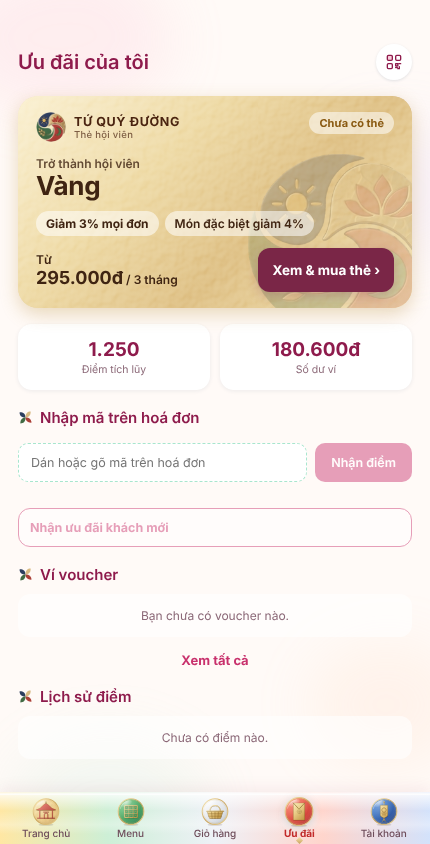 Ưu đãi của tôi
TỨ QUÝ ĐƯỜNG
Thẻ hội viên
Chưa có thẻ
Trở thành hội viên
Vàng
Giảm 3% mọi đơn
Món đặc biệt giảm 4%
Từ
295.000đ / 3 tháng
Xem & mua thẻ ›
1.250
Điểm tích lũy
180.600đ
Số dư ví
Nhập mã trên hoá đơn
Dán hoặc gõ mã trên hoá đơn
Nhận điểm
Nhận ưu đãi khách mới
Ví voucher
Bạn chưa có voucher nào.
Xem tất cả
Lịch sử điểm
Chưa có điểm nào.
Trang chủ
Menu
Giỏ hàng
Ưu đãi
Tài khoản